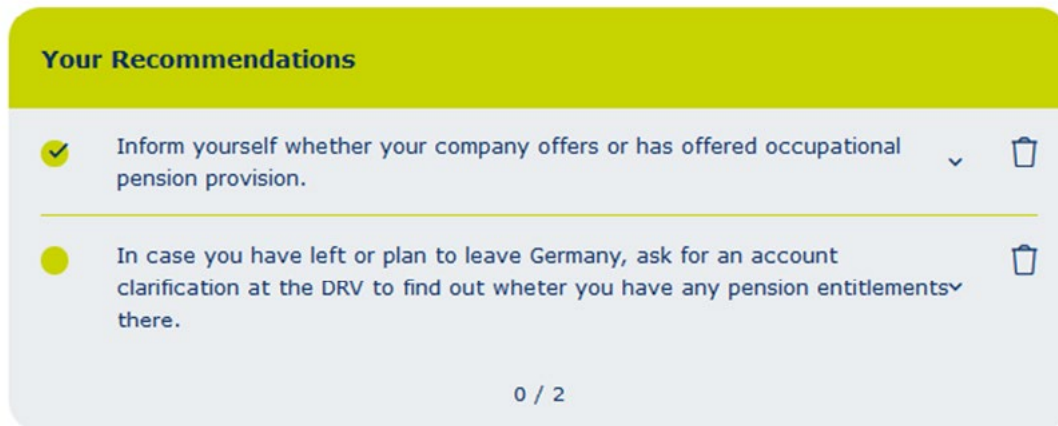 Your Recommendations
Inform yourself whether your company offers or has offered occupational
pension provision.
In case you have left or plan to leave Germany, ask for an account
clarification at the DRV to find out wheter you have any pension entitlements
there.
0 / 2